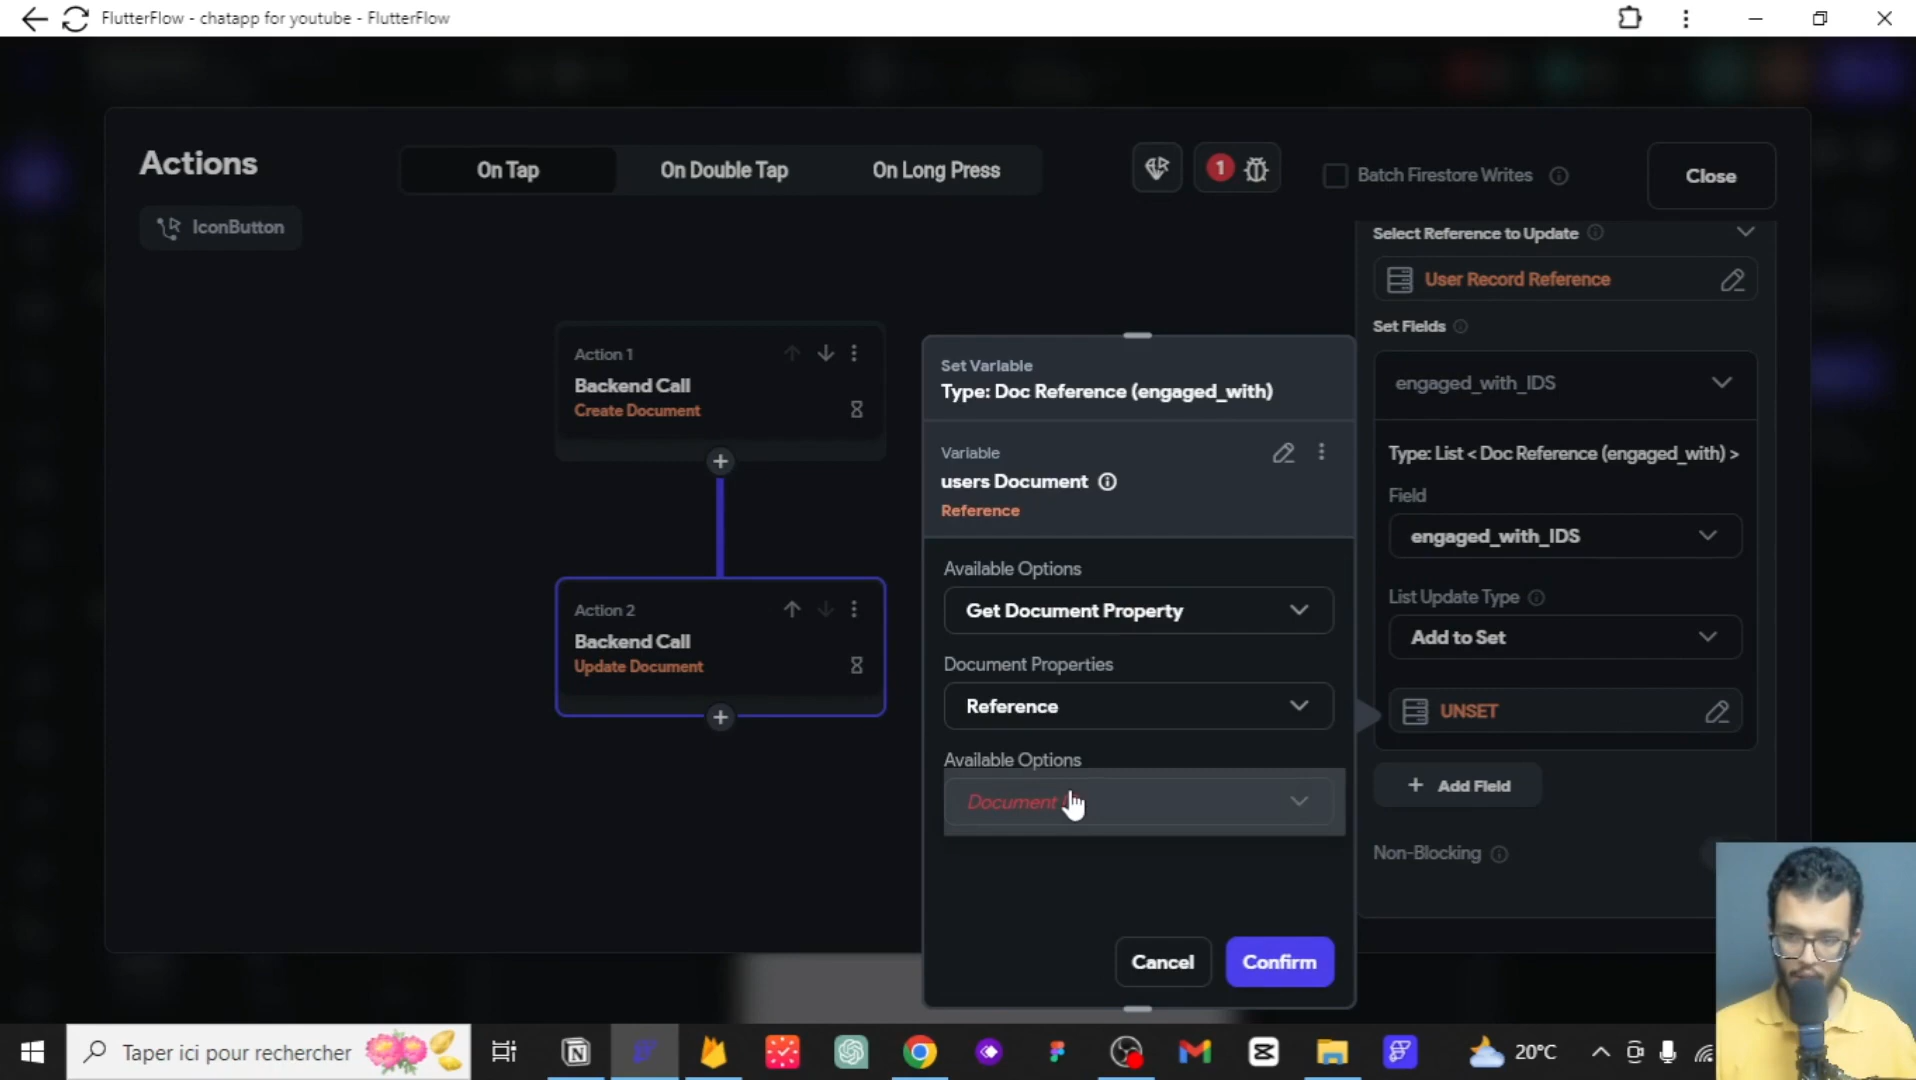 FlutterFlow - chatapp for youtube - FlutterFlow
Actions
On Tap
On Double Tap
On Long Press
1
Batch Firestore Writes
Close
IconButton
Select Reference to Update
User Record Reference
Set Fields
engaged_with_IDS
Type: List < Doc Reference (engaged_with) >
Field
engaged_with_IDS
List Update Type
Add to Set
UNSET
+ Add Field
Non-Blocking
Action 1
Backend Call
Create Document
Action 2
Backend Call
Update Document
Set Variable
Type: Doc Reference (engaged_with)
Variable
users Document
Reference
Available Options
Get Document Property
Document Properties
Reference
Available Options
Document
Cancel
Confirm
Taper ici pour rechercher
20°C